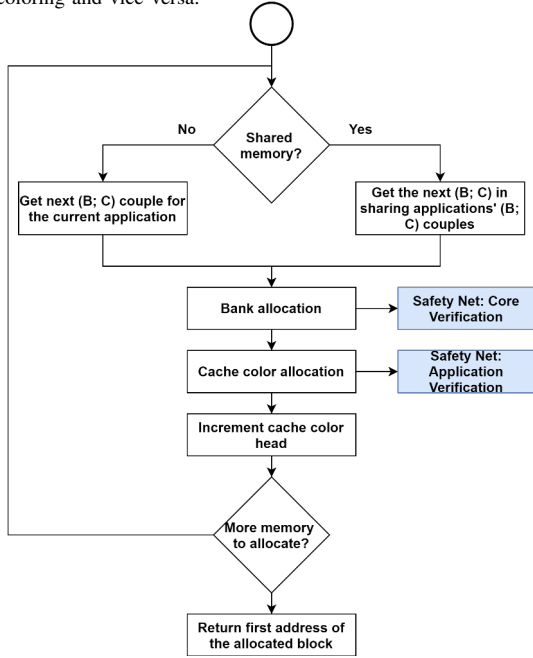 coloring and vice versa.
Shared
memory?
No
Yes
Get next (B; C) couple for
the current application
Get the next (B; C) in
sharing applications' (B;
C) couples
Bank allocation
Safety Net: Core
Verification
Cache color allocation
Safety Net:
Application
Verification
Increment cache color
head
More memory
to allocate?
Return first address of
the allocated block